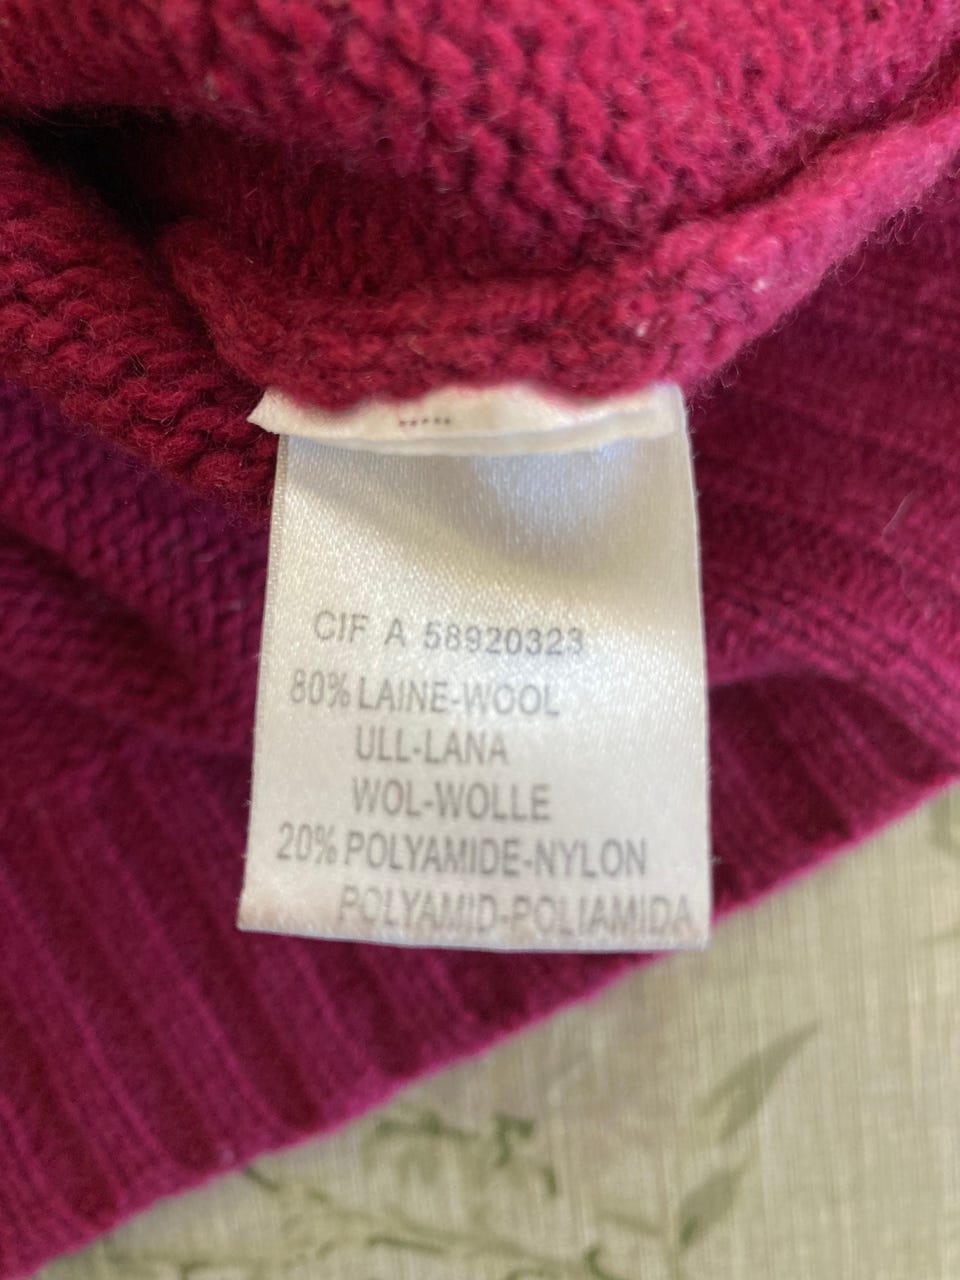 CIF A 58920323
80% LAINE-WOOL
ULL-LANA
WOL-WOLLE
20% POLYAMIDE-NYLON
POLYAMID-POLIAMIDA